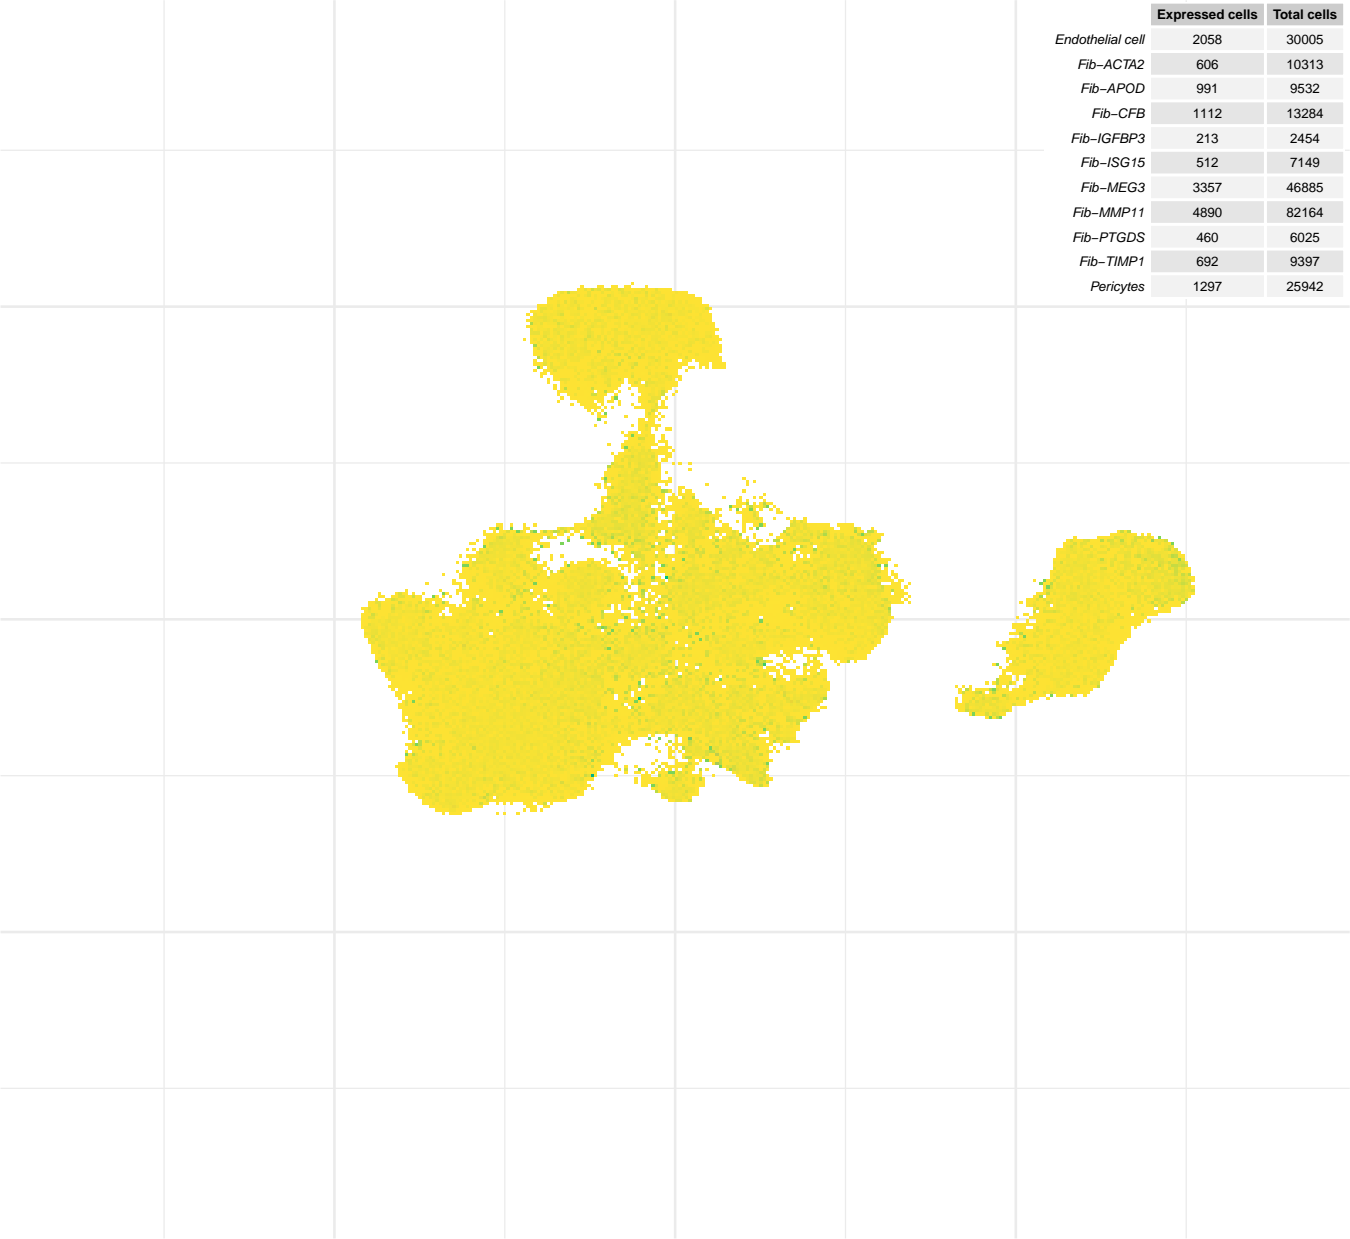 Expressed cells Total cells
Endothelial cell 2058 30005
Fib−ACTA2 606 10313
Fib−APOD 991 9532
Fib−CFB 1112 13284
Fib−IGFBP3 213 2454
Fib−ISG15 512 7149
Fib−MEG3 3357 46885
Fib−MMP11 4890 82164
Fib−PTGDS 460 6025
Fib−TIMP1 692 9397
Pericytes 1297 25942